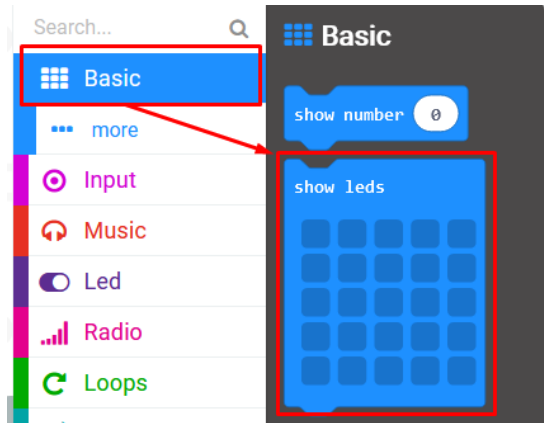 Search...
Basic
more
Input
Music
Led
Radio
Loops
Basic
show number 0
show leds